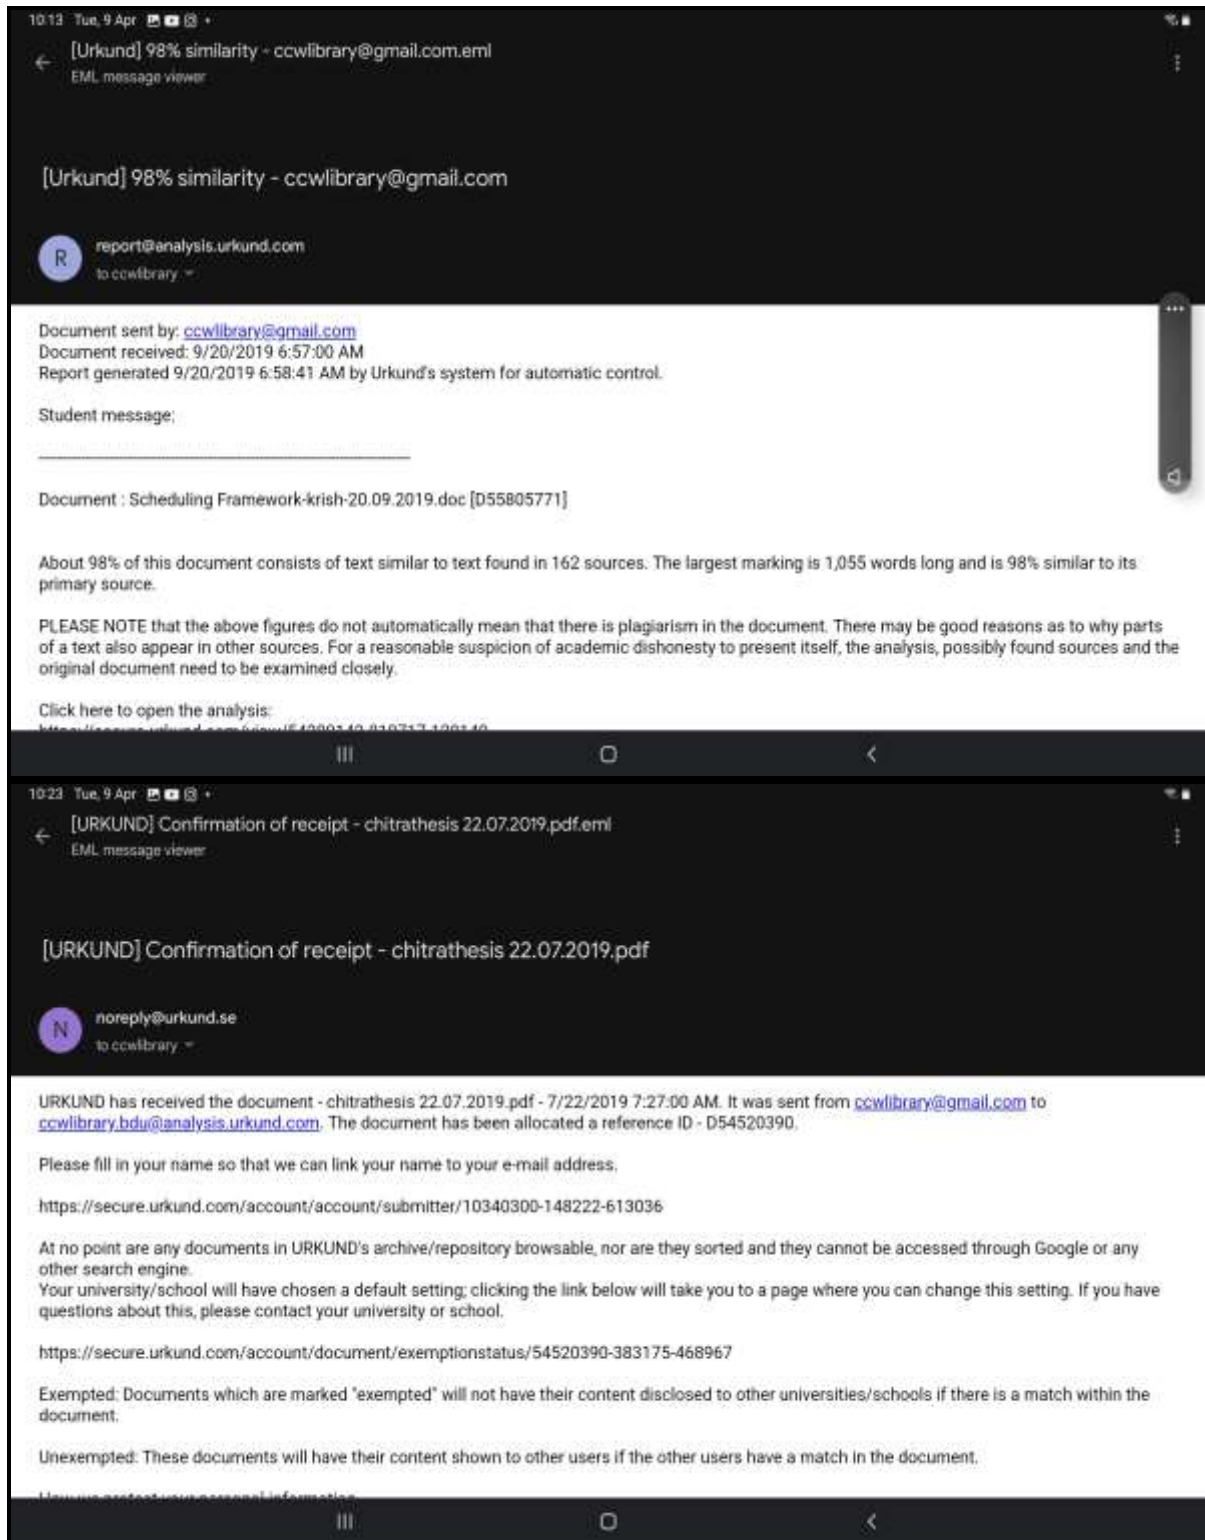 10:13 Tue, 9 Apr
[Urkund] 98% similarity - ccwlibrary@gmail.com.eml
EML message viewer
[Urkund] 98% similarity - ccwlibrary@gmail.com
R
report@analysis.urkund.com
to ccwlibrary
Document sent by: ccwlibrary@gmail.com
Document received: 9/20/2019 6:57:00 AM
Report generated 9/20/2019 6:58:41 AM by Urkund's system for automatic control.
Student message:
Document : Scheduling Framework-krish-20.09.2019.doc [D55805771]
About 98% of this document consists of text similar to text found in 162 sources. The largest marking is 1,055 words long and is 98% similar to its
primary source.
PLEASE NOTE that the above figures do not automatically mean that there is plagiarism in the document. There may be good reasons as to why parts
of a text also appear in other sources. For a reasonable suspicion of academic dishonesty to present itself, the analysis, possibly found sources and the
original document need to be examined closely.
Click here to open the analysis:
10:23 Tue, 9 Apr
[URKUND] Confirmation of receipt - chitrathesis 22.07.2019.pdf.eml
EML message viewer
[URKUND] Confirmation of receipt - chitrathesis 22.07.2019.pdf
N
noreply@urkund.se
to ccwlibrary
URKUND has received the document - chitrathesis 22.07.2019.pdf - 7/22/2019 7:27:00 AM. It was sent from ccwlibrary@gmail.com to
ccwlibrary.bdu@analysis.urkund.com. The document has been allocated a reference ID - D54520390.
Please fill in your name so that we can link your name to your e-mail address.
https://secure.urkund.com/account/account/submitter/10340300-148222-613036
At no point are any documents in URKUND's archive/repository browsable, nor are they sorted and they cannot be accessed through Google or any
other search engine.
Your university/school will have chosen a default setting; clicking the link below will take you to a page where you can change this setting. If you have
questions about this, please contact your university or school.
https://secure.urkund.com/account/document/exemptionstatus/54520390-383175-468967
Exempted: Documents which are marked "exempted" will not have their content disclosed to other universities/schools if there is a match within the
document.
Unexempted: These documents will have their content shown to other users if the other users have a match in the document.